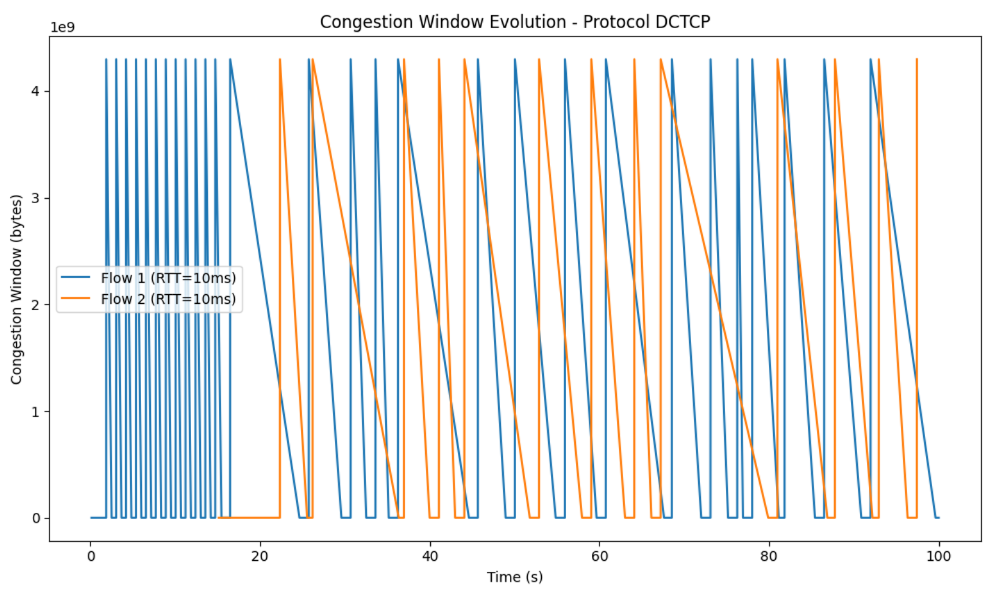 Congestion Window Evolution - Protocol DCTCP
1e9
Congestion Window (bytes)
4
3
2
1
0
Flow 1 (RTT=10ms)
Flow 2 (RTT=10ms)
0 20 40 60 80 100
Time (s)